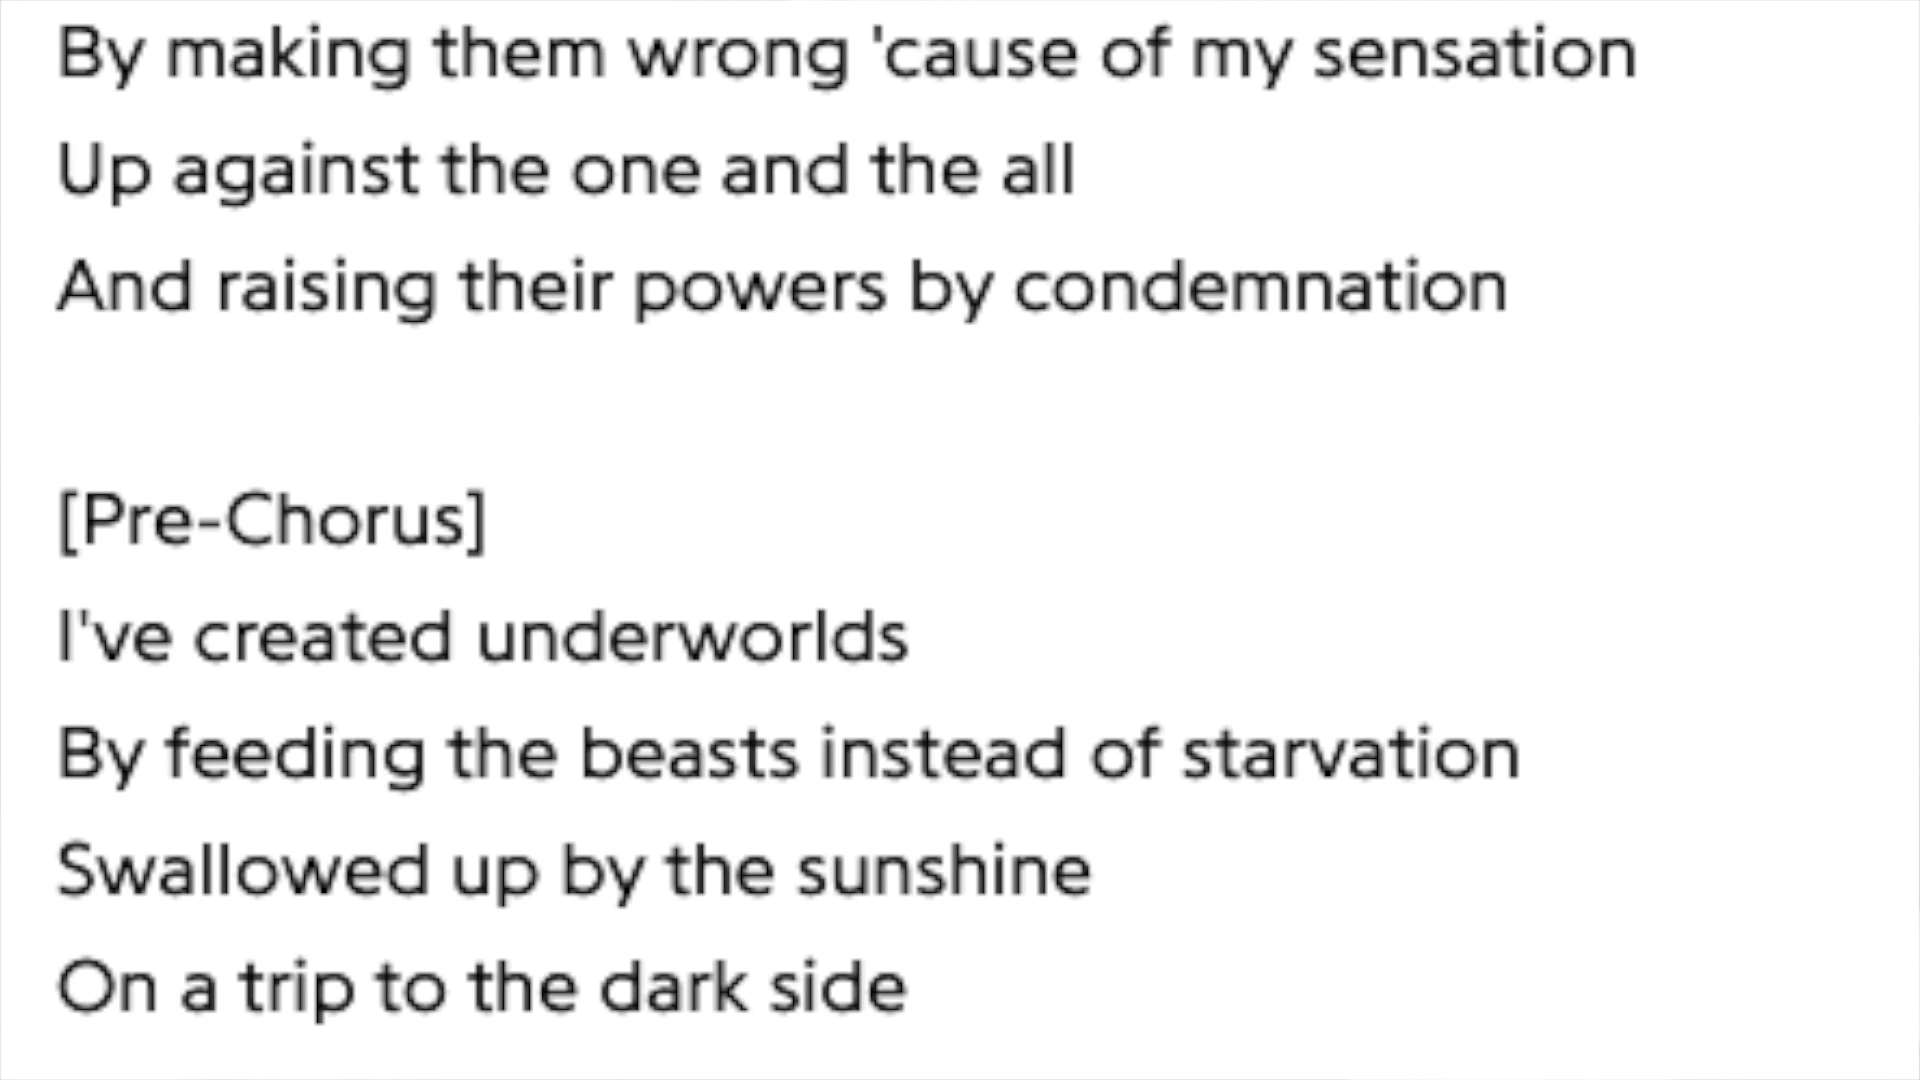 By making them wrong 'cause of my sensation
Up against the one and the all
And raising their powers by condemnation
[Pre-Chorus]
I've created underworlds
By feeding the beasts instead of starvation
Swallowed up by the sunshine
On a trip to the dark side